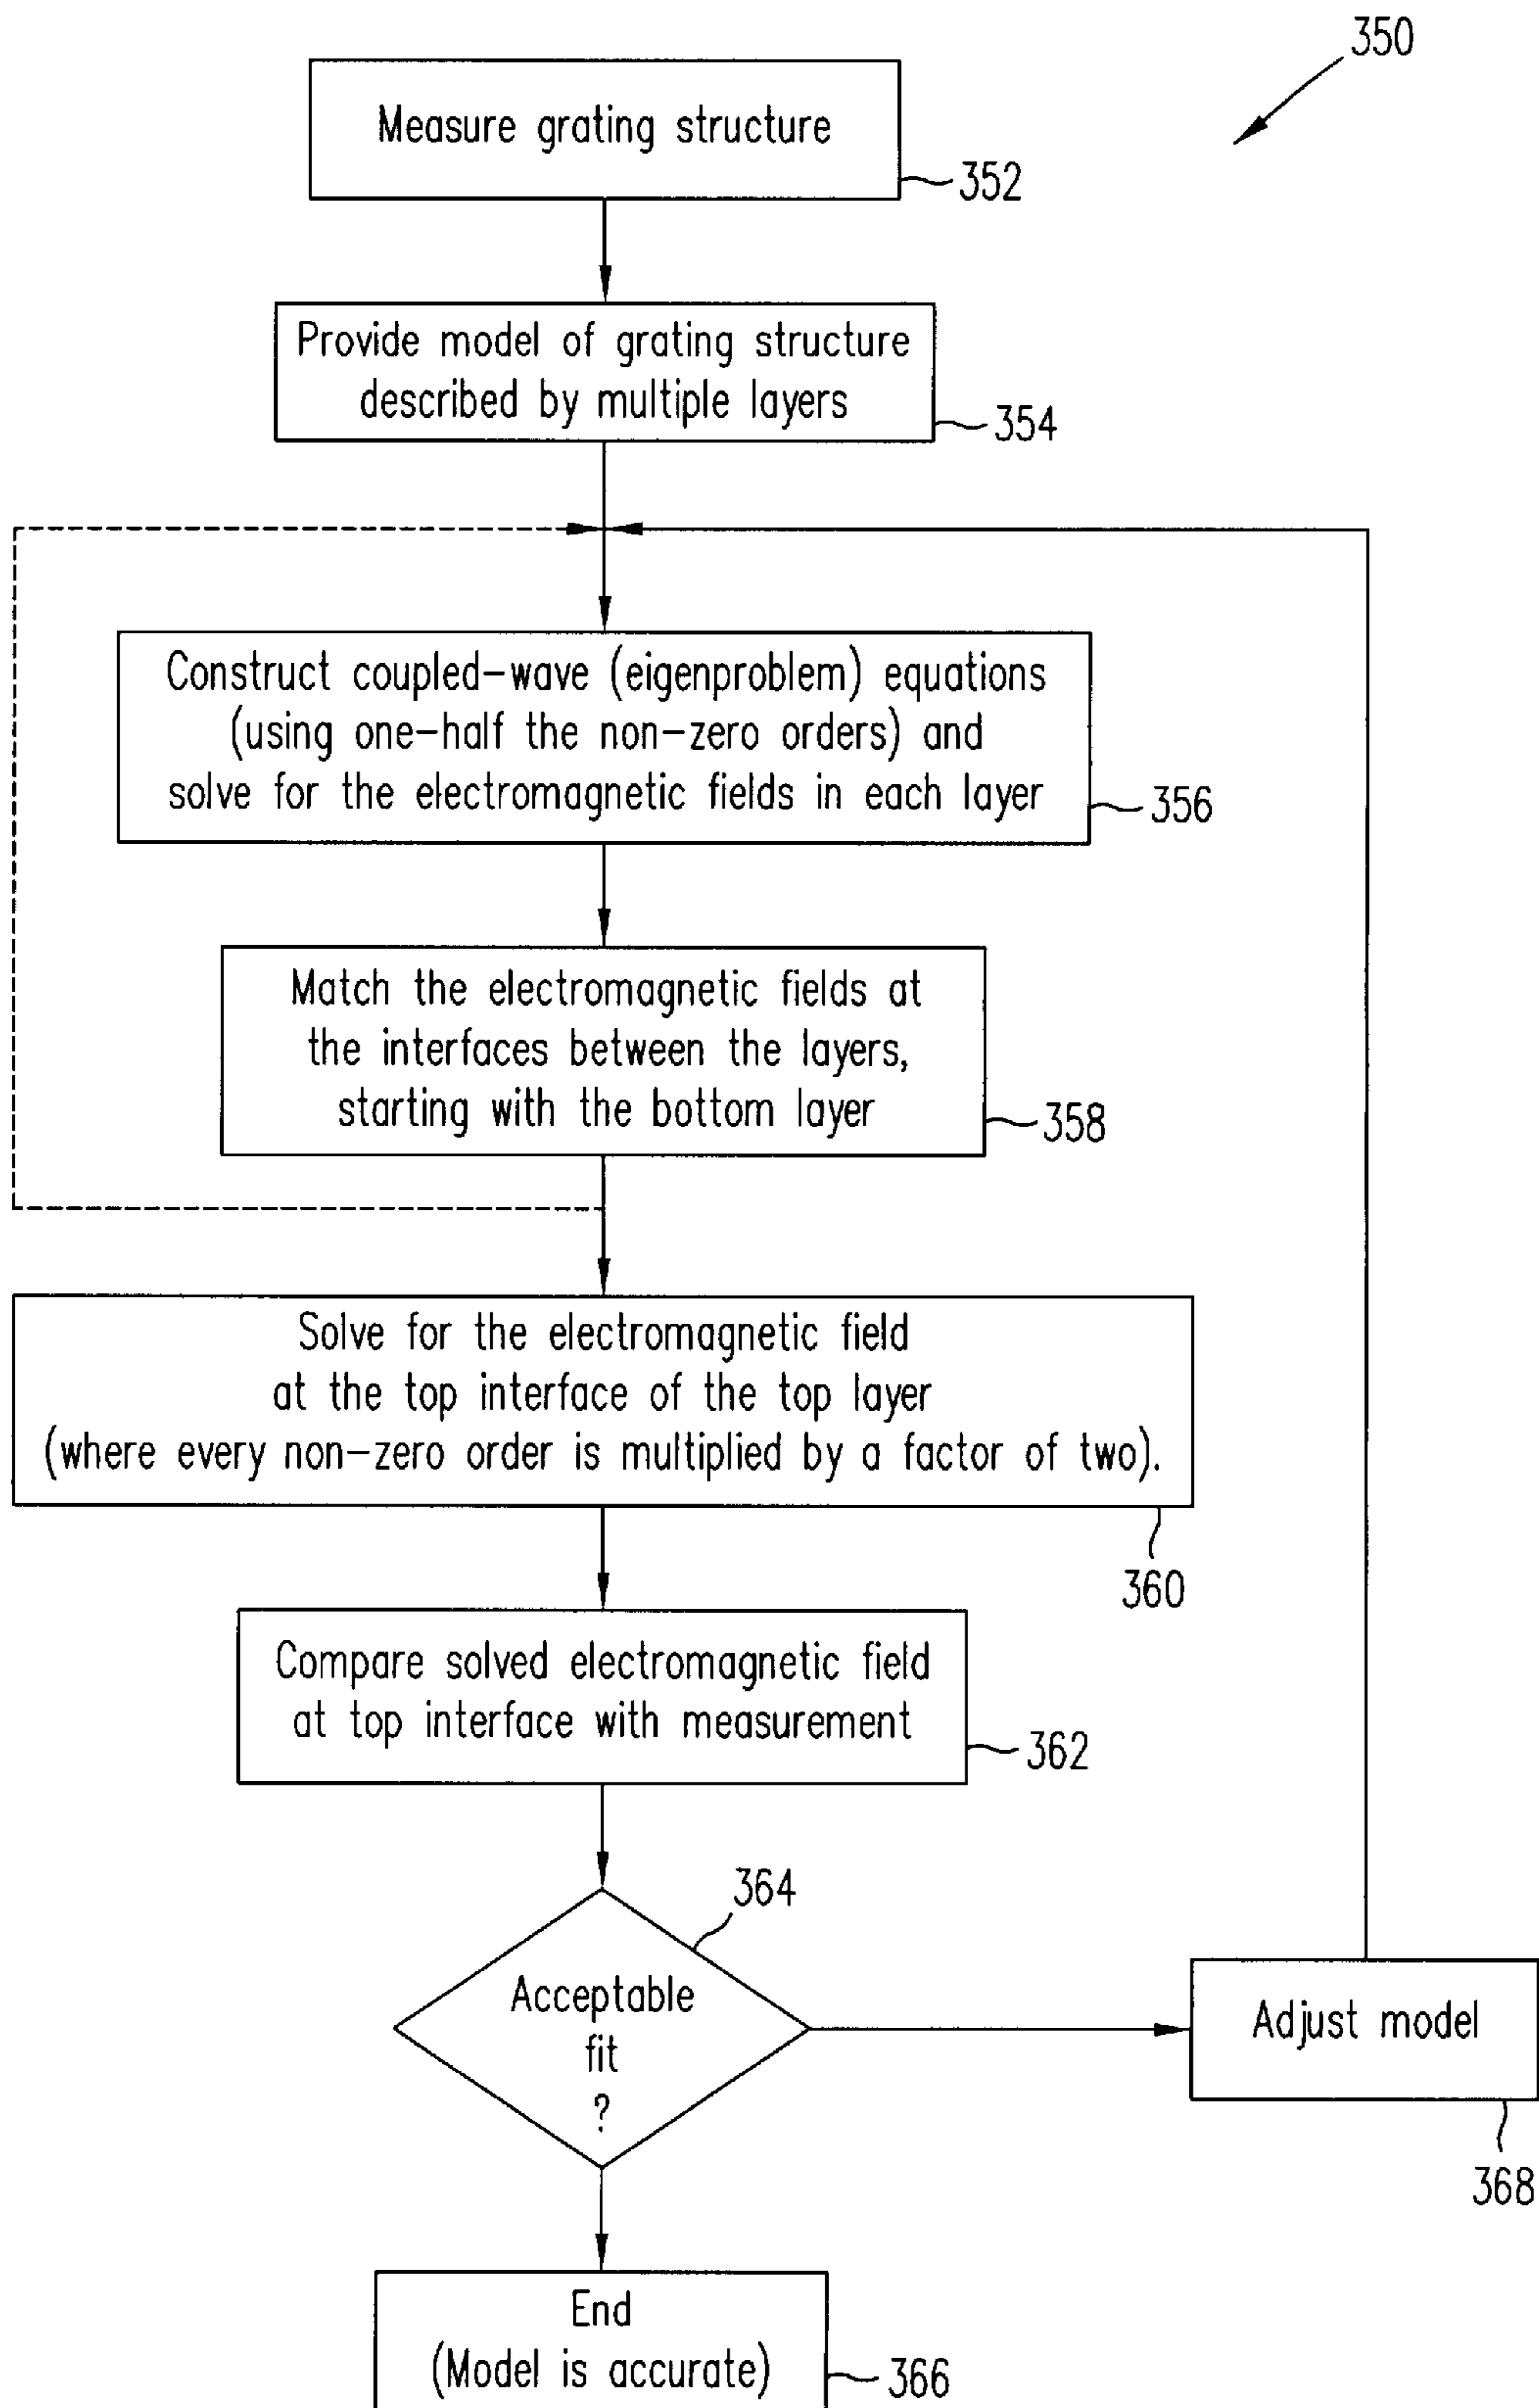 350
Measure grating structure
352
Provide model of grating structure
described by multiple layers
354
Construct coupled-wave (eigenproblem) equations
(using one-half the non-zero orders) and
solve for the electromagnetic fields in each layer
356
Match the electromagnetic fields at
the interfaces between the layers,
starting with the bottom layer
358
Solve for the electromagnetic field
at the top interface of the top layer
(where every non-zero order is multiplied by a factor of two).
360
Compare solved electromagnetic field
at top interface with measurement
362
364
Acceptable
fit
?
Adjust model
368
End
(Model is accurate)
366